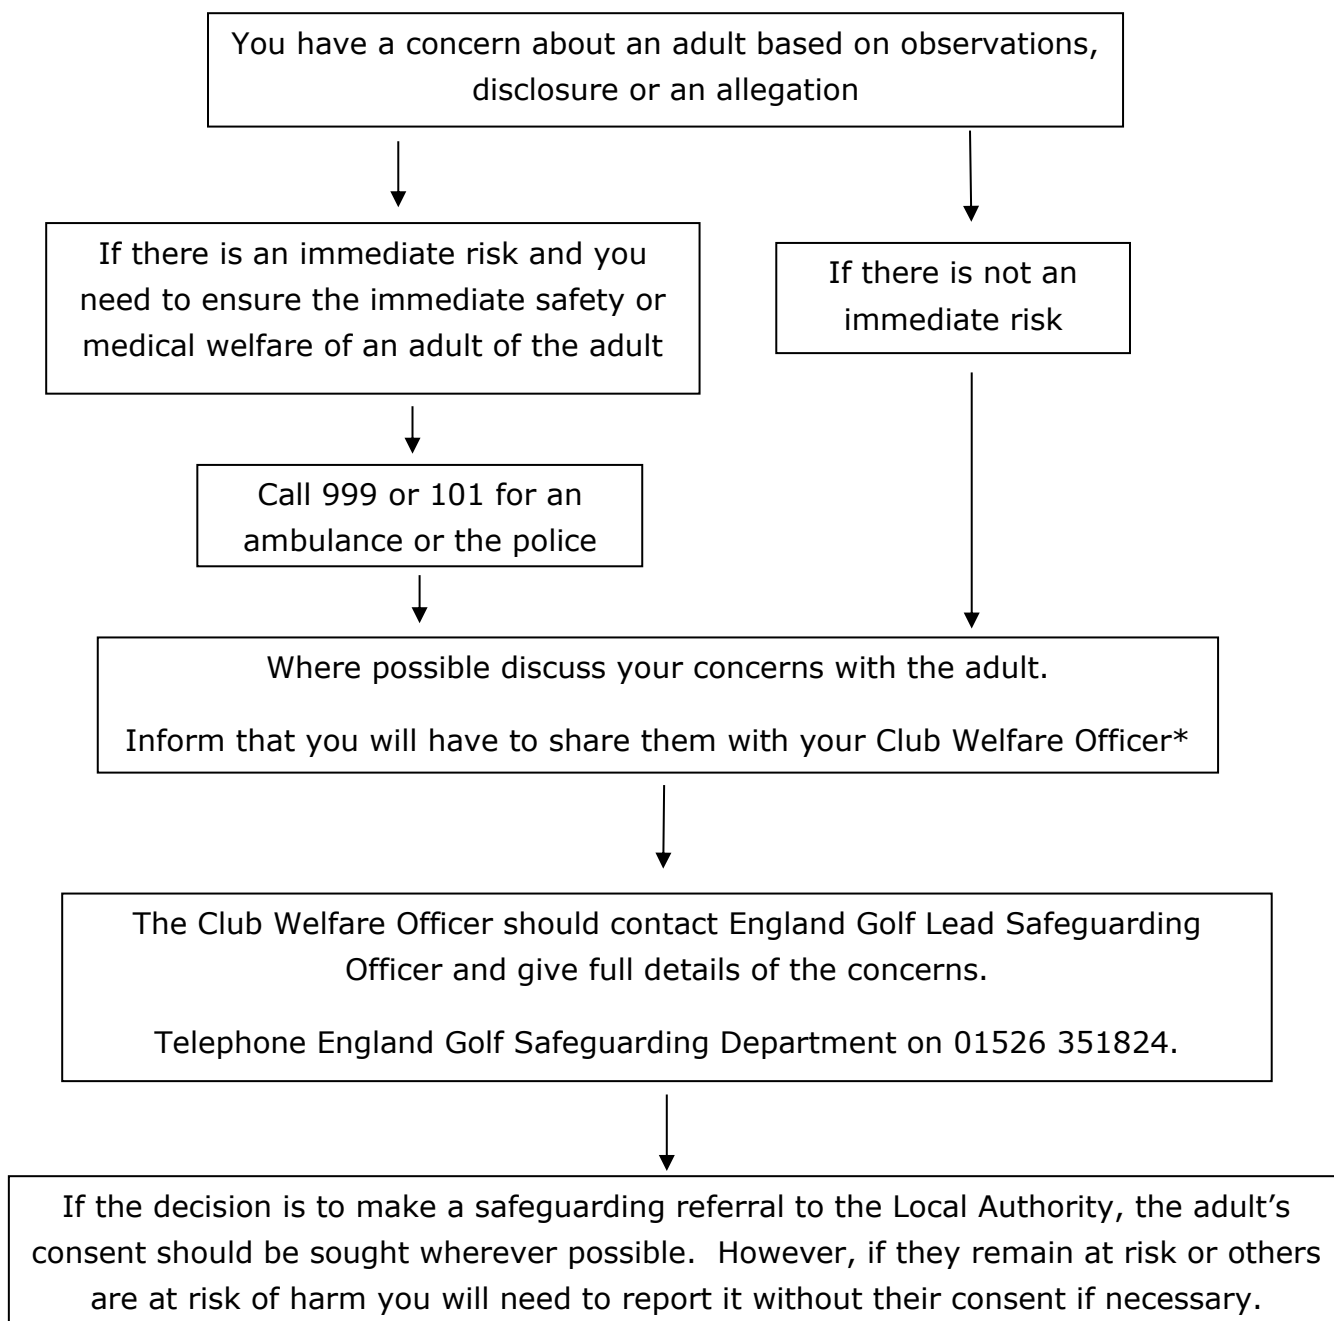 You have a concern about an adult based on observations,
disclosure or an allegation
If there is an immediate risk and you
need to ensure the immediate safety or
medical welfare of an adult of the adult
If there is not an
immediate risk
Call 999 or 101 for an
ambulance or the police
Where possible discuss your concerns with the adult.
Inform that you will have to share them with your Club Welfare Officer*
The Club Welfare Officer should contact England Golf Lead Safeguarding
Officer and give full details of the concerns.
Telephone England Golf Safeguarding Department on 01526 351824.
If the decision is to make a safeguarding referral to the Local Authority, the adult’s
consent should be sought wherever possible.  However, if they remain at risk or others
are at risk of harm you will need to report it without their consent if necessary.